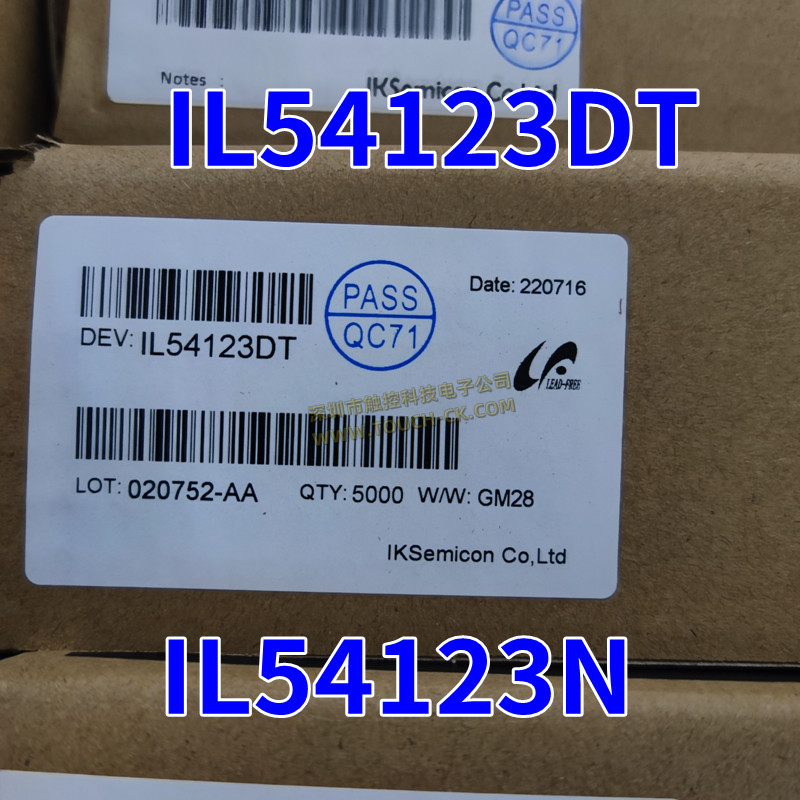 PASS
QC71
Notes :
IKSemicon Co,Ltd
IL54123DT
PASS
QC71
Date: 220716
DEV: IL54123DT
LEAD-FREE
深圳市触控科技电子公司
WWW.TOUCH-CK.COM
LOT: 020752-AA QTY: 5000 W/W: GM28
IKSemicon Co,Ltd
IL54123N